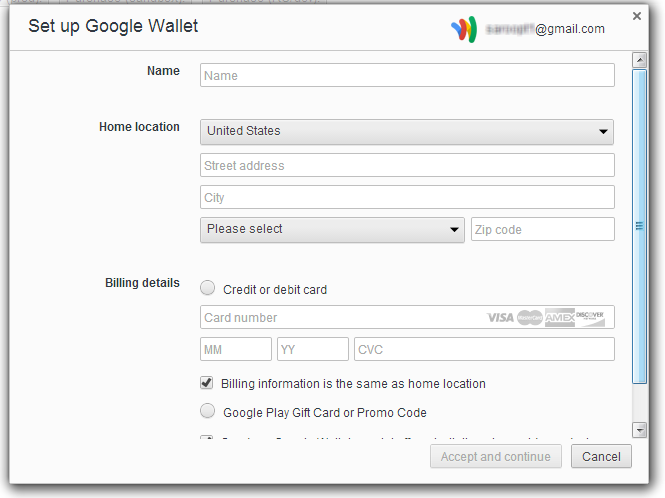 Set up Google Wallet
@gmail.com
Name
Name
Home location
United States
Street address
City
Please select
Zip code
Billing details
Credit or debit card
Card number
VISA
AMEX
DISCOVER
MM
YY
CVC
Billing information is the same as home location
Google Play Gift Card or Promo Code
Accept and continue
Cancel